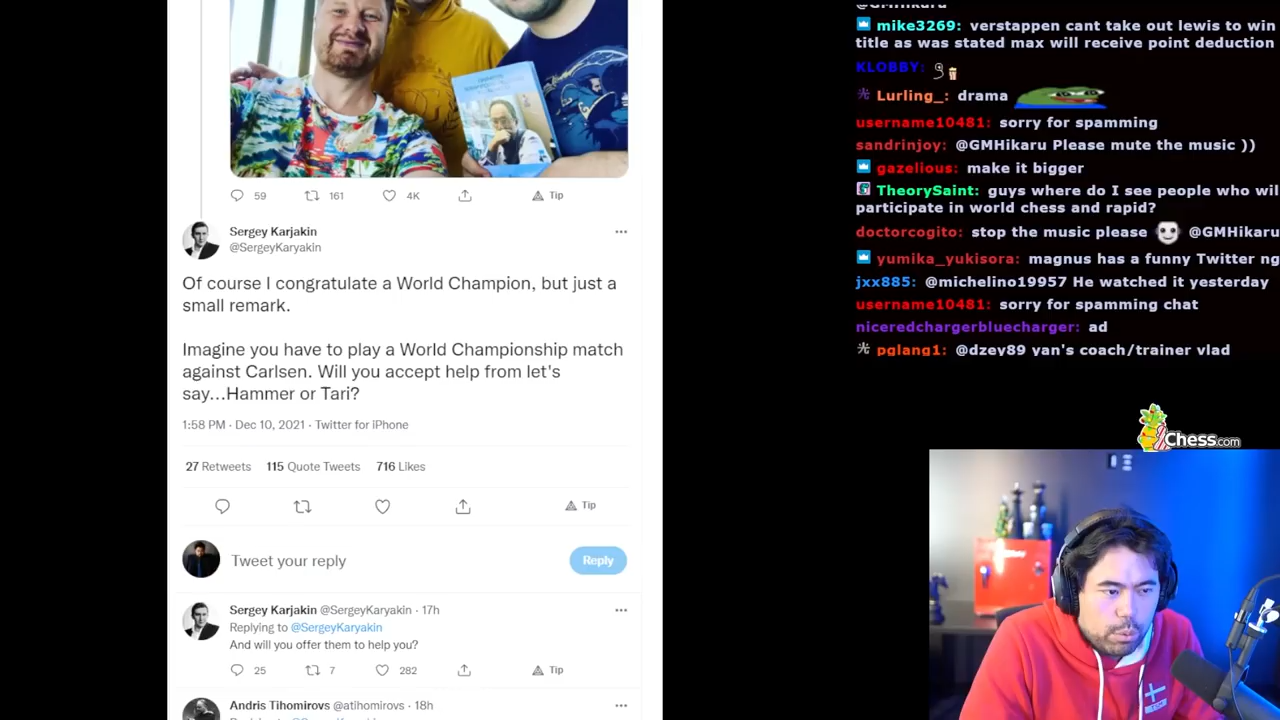 59
161
4K
Tip
Sergey Karjakin
@SergeyKaryakin
Of course I congratulate a World Champion, but just a
small remark.
Imagine you have to play a World Championship match
against Carlsen. Will you accept help from let's
say...Hammer or Tari?
1:58 PM · Dec 10, 2021 · Twitter for iPhone
27 Retweets 115 Quote Tweets 716 Likes
Tip
Tweet your reply
Reply
Sergey Karjakin @SergeyKaryakin · 17h
Replying to @SergeyKaryakin
And will you offer them to help you?
25
7
282
Tip
Andris Tihomirovs @atihomirovs · 18h
@GMHikaru
mike3269: verstappen cant take out lewis to win
title as was stated max will receive point deduction
KLOBBY:
Lurling_: drama
username10481: sorry for spamming
sandrinjoy: @GMHikaru Please mute the music ))
gazelious: make it bigger
TheorySaint: guys where do I see people who wil
participate in world chess and rapid?
doctorcogito: stop the music please @GMHikaru
yumika_yukisora: magnus has a funny Twitter ng
jxx885: @michelino19957 He watched it yesterday
username10481: sorry for spamming chat
niceredchargerbluecharger: ad
pglang1: @dzey89 yan's coach/trainer vlad
Chess.com